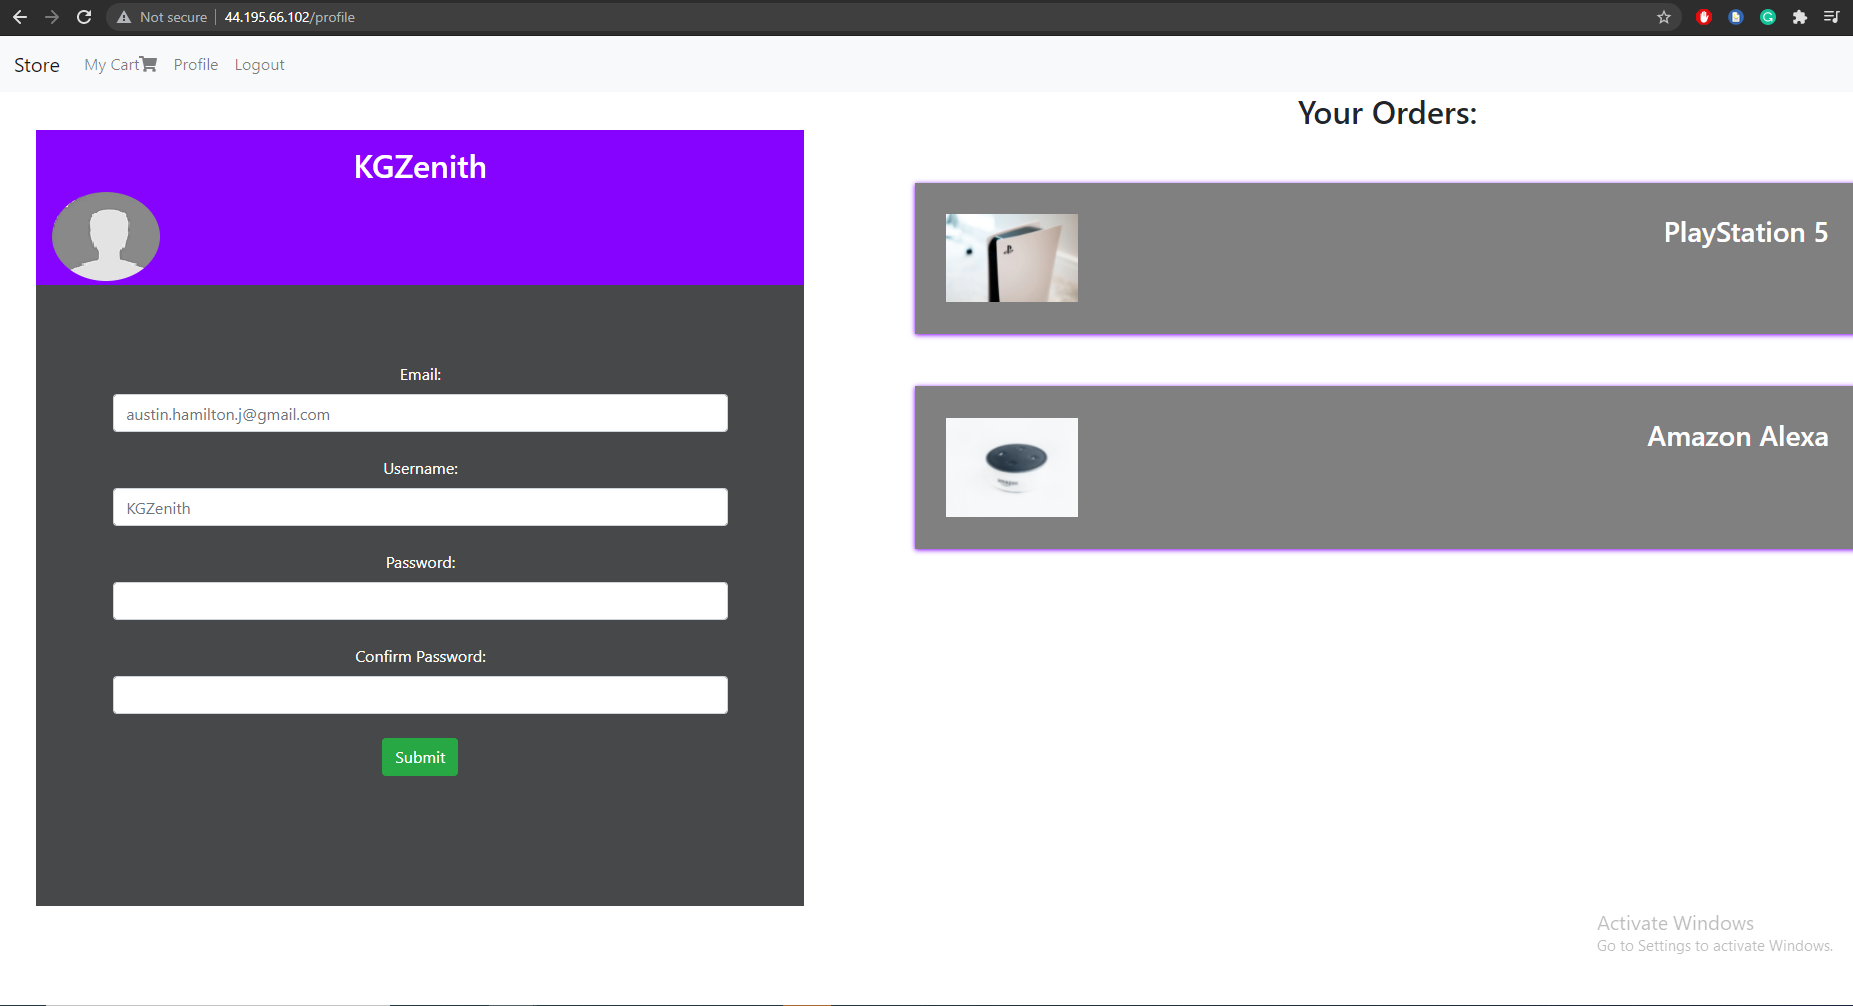 Not secure 44.195.66.102/profile
Store My Cart Profile Logout
KGZenith
Email:
austin.hamilton.j@gmail.com
Username:
KGZenith
Password:
Confirm Password:
Submit
Your Orders:
PlayStation 5
Amazon Alexa
Activate Windows
Go to Settings to activate Windows.